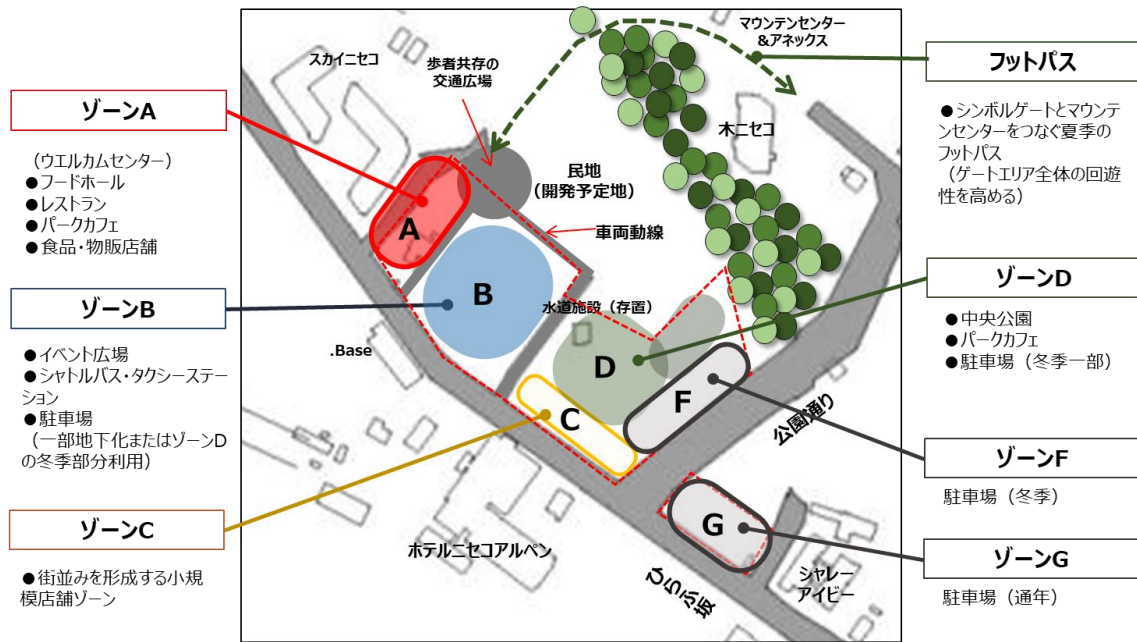 ゾーンA
（ウエルカムセンター）
●フードホール
●レストラン
●パークカフェ
●食品・物販店舗
ゾーンB
●イベント広場
●シャトルバス・タクシーステー
ション
●駐車場
（一部地下化またはゾーンD
の冬季部分利用）
ゾーンC
●街並みを形成する小規
模店舗ゾーン
スカイニセコ
歩者共存の
交通広場
マウンテンセンター
&アネックス
木ニセコ
民地
（開発予定地）
車両動線
A
B
水道施設（存置）
.Base
D
C
F
公園通り
G
ホテルニセコアルペン
ひらふ坂
シャレー
アイビー
フットパス
●シンボルゲートとマウンテ
ンセンターをつなぐ夏季の
フットパス
（ゲートエリア全体の回遊
性を高める）
ゾーンD
●中央公園
●パークカフェ
●駐車場（冬季一部）
ゾーンF
駐車場（冬季）
ゾーンG
駐車場（通年）